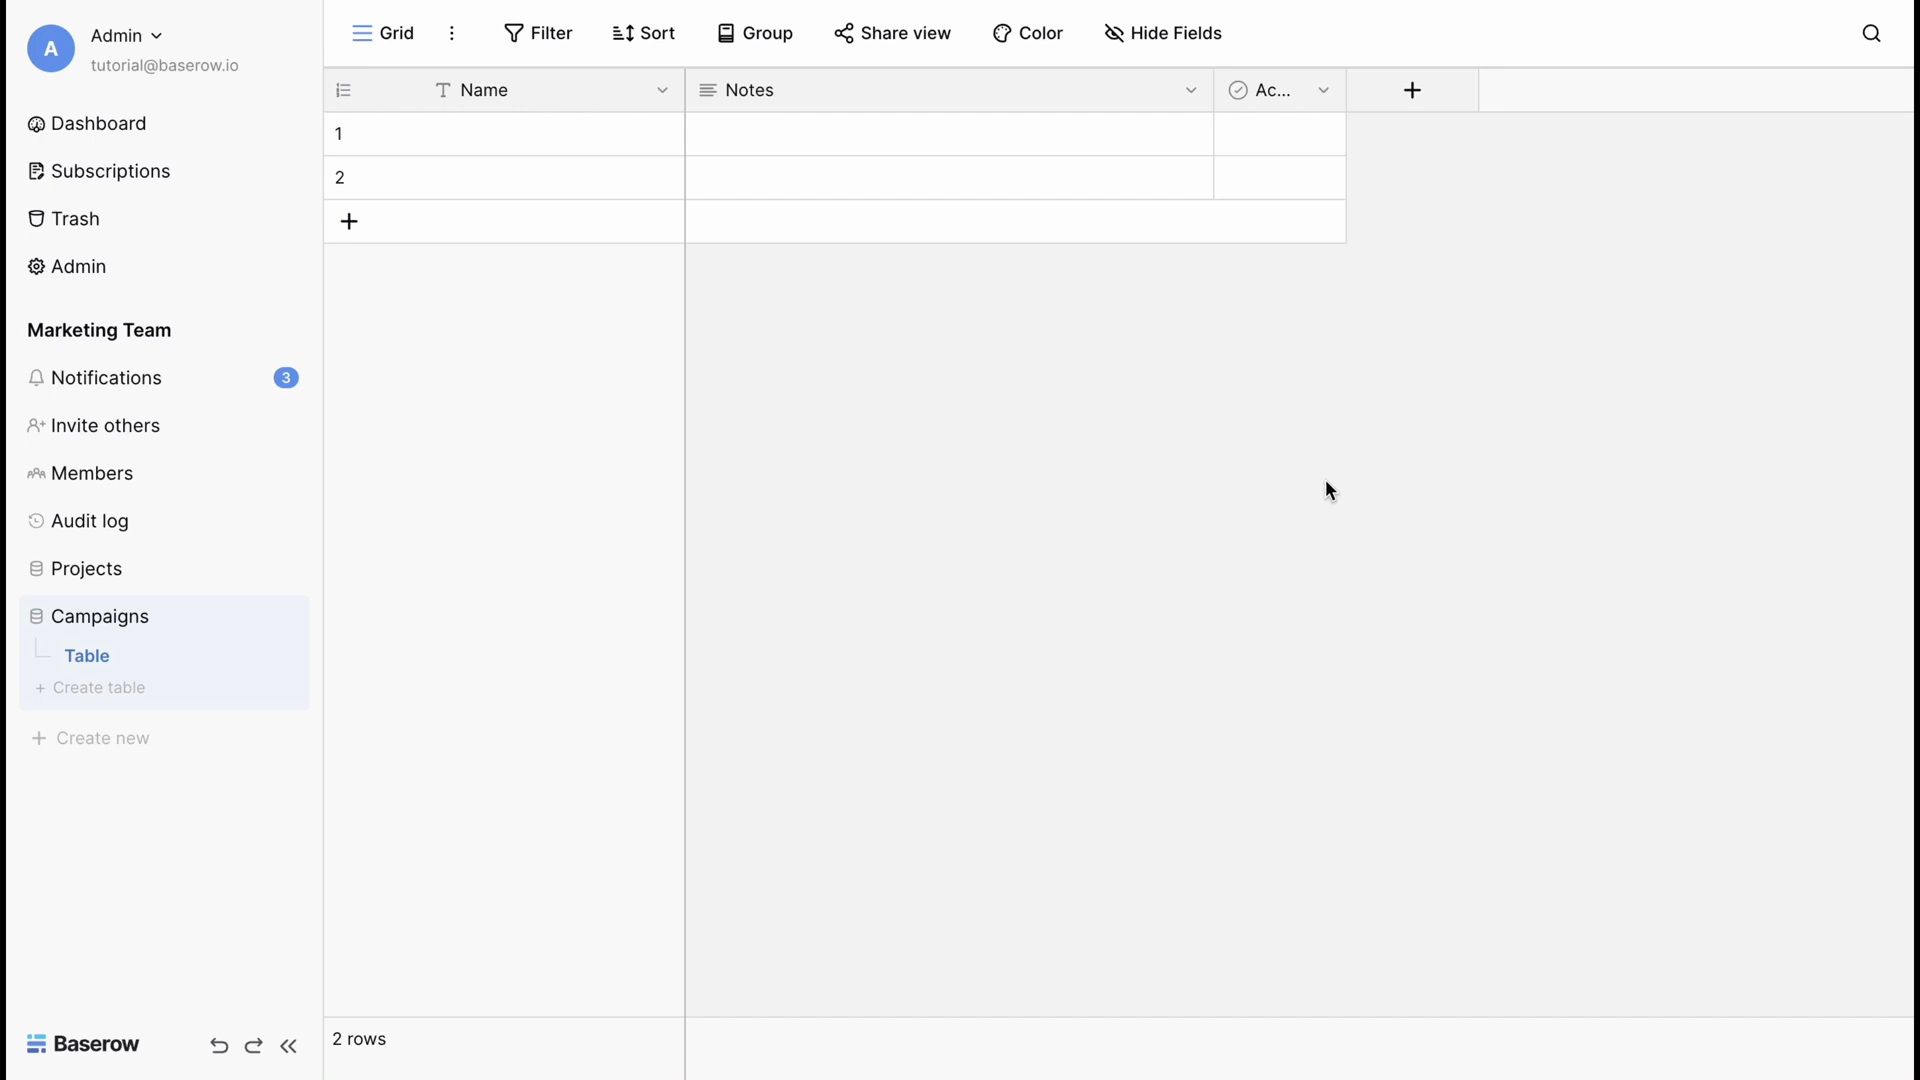 A
Admin
tutorial@baserow.io
Dashboard
Subscriptions
Trash
Admin
Marketing Team
Notifications 3
Invite others
Members
Audit log
Projects
Campaigns
Table
+ Create table
+ Create new
Baserow
Grid Filter Sort Group Share view Color Hide Fields
Name Notes Ac... +
1
2
+
2 rows